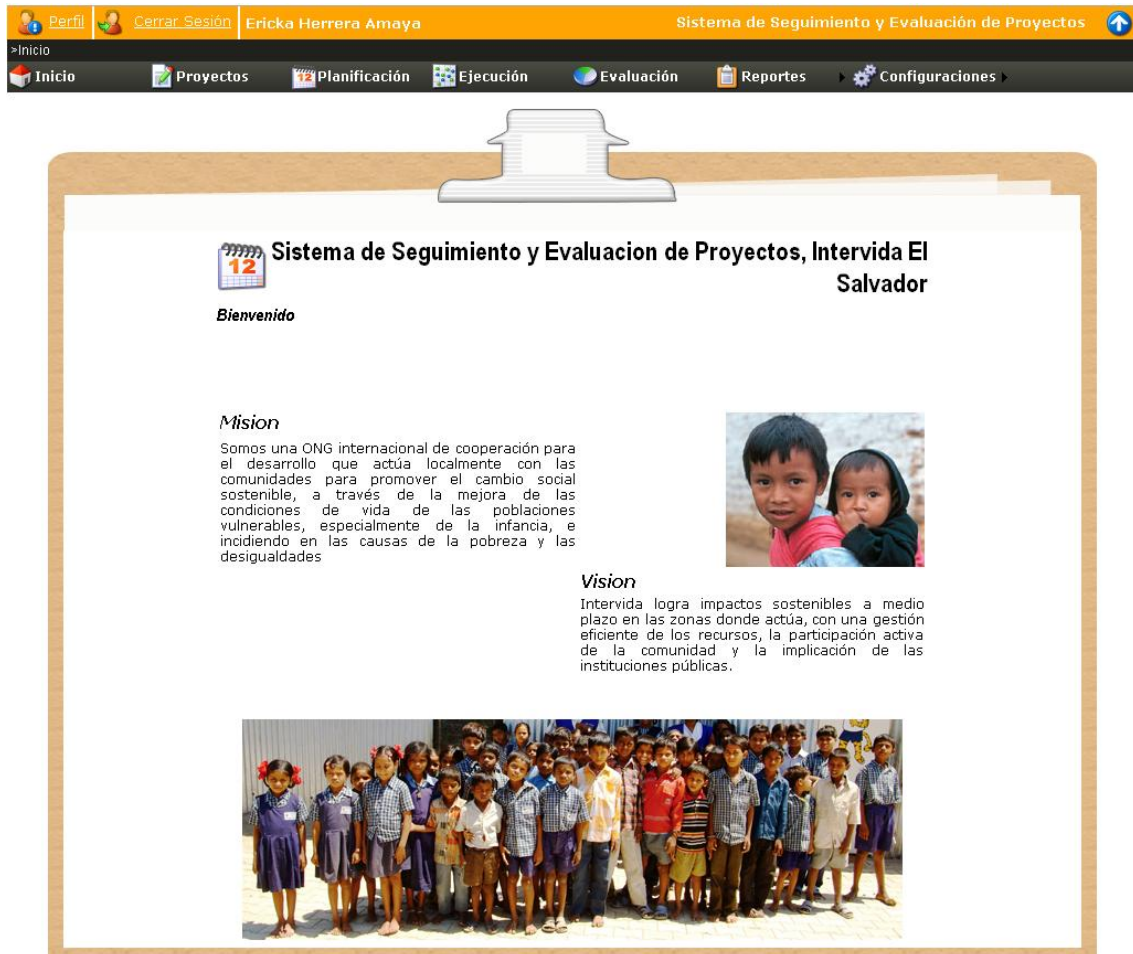 Perfil Cerrar Sesión Ericka Herrera Amaya Sistema de Seguimiento y Evaluación de Proyectos
>Inicio
Inicio Proyectos 12 Planificación Ejecución Evaluación Reportes Configuraciones
12 Sistema de Seguimiento y Evaluacion de Proyectos, Intervida El
Salvador
Bienvenido
Mision
Somos una ONG internacional de cooperación para
el desarrollo que actúa localmente con las
comunidades para promover el cambio social
sostenible, a través de la mejora de las
condiciones de vida de las poblaciones
vulnerables, especialmente de la infancia, e
incidiendo en las causas de la pobreza y las
desigualdades
Vision
Intervida logra impactos sostenibles a medio
plazo en las zonas donde actúa, con una gestión
eficiente de los recursos, la participación activa
de la comunidad y la implicación de las
instituciones públicas.